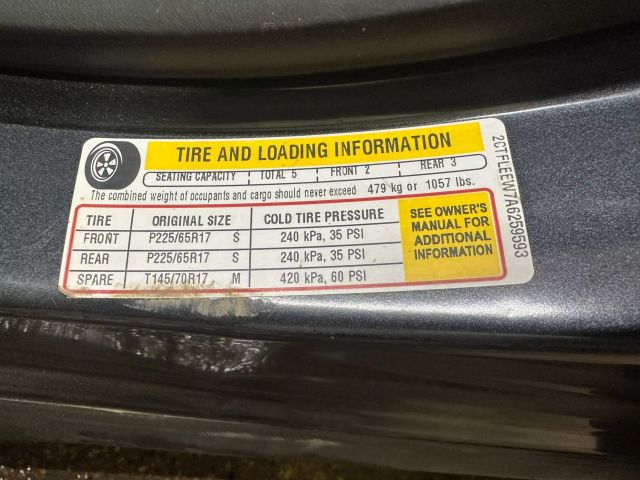 TIRE AND LOADING INFORMATION
SEATING CAPACITY TOTAL 5 FRONT 2 REAR 3
The combined weight of occupants and cargo should never exceed 479 kg or 1057 lbs.
TIRE ORIGINAL SIZE COLD TIRE PRESSURE
FRONT P225/65R17 S 240 kPa, 35 PSI
REAR P225/65R17 S 240 kPa, 35 PSI
SPARE T145/70R17 M 420 kPa, 60 PSI
SEE OWNER'S
MANUAL FOR
ADDITIONAL
INFORMATION
2CTFLEEW7A6259593